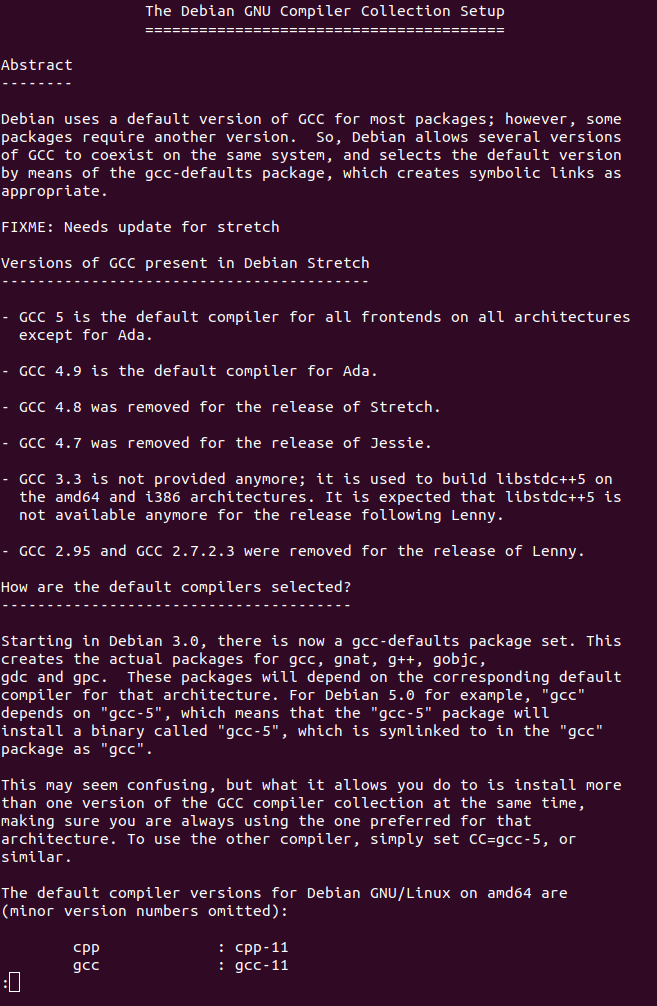 The Debian GNU Compiler Collection Setup
========================================
Abstract
--------
Debian uses a default version of GCC for most packages; however, some
packages require another version.  So, Debian allows several versions
of GCC to coexist on the same system, and selects the default version
by means of the gcc-defaults package, which creates symbolic links as
appropriate.
FIXME: Needs update for stretch
Versions of GCC present in Debian Stretch
-----------------------------------------
- GCC 5 is the default compiler for all frontends on all architectures
  except for Ada.
- GCC 4.9 is the default compiler for Ada.
- GCC 4.8 was removed for the release of Stretch.
- GCC 4.7 was removed for the release of Jessie.
- GCC 3.3 is not provided anymore; it is used to build libstdc++5 on
  the amd64 and i386 architectures. It is expected that libstdc++5 is
  not available anymore for the release following Lenny.
- GCC 2.95 and GCC 2.7.2.3 were removed for the release of Lenny.
How are the default compilers selected?
---------------------------------------
Starting in Debian 3.0, there is now a gcc-defaults package set. This
creates the actual packages for gcc, gnat, g++, gobjc,
gdc and gpc.  These packages will depend on the corresponding default
compiler for that architecture. For Debian 5.0 for example, "gcc"
depends on "gcc-5", which means that the "gcc-5" package will
install a binary called "gcc-5", which is symlinked to in the "gcc"
package as "gcc".
This may seem confusing, but what it allows you do to is install more
than one version of the GCC compiler collection at the same time,
making sure you are always using the one preferred for that
architecture. To use the other compiler, simply set CC=gcc-5, or
similar.
The default compiler versions for Debian GNU/Linux on amd64 are
(minor version numbers omitted):
        cpp             : cpp-11
        gcc             : gcc-11
: